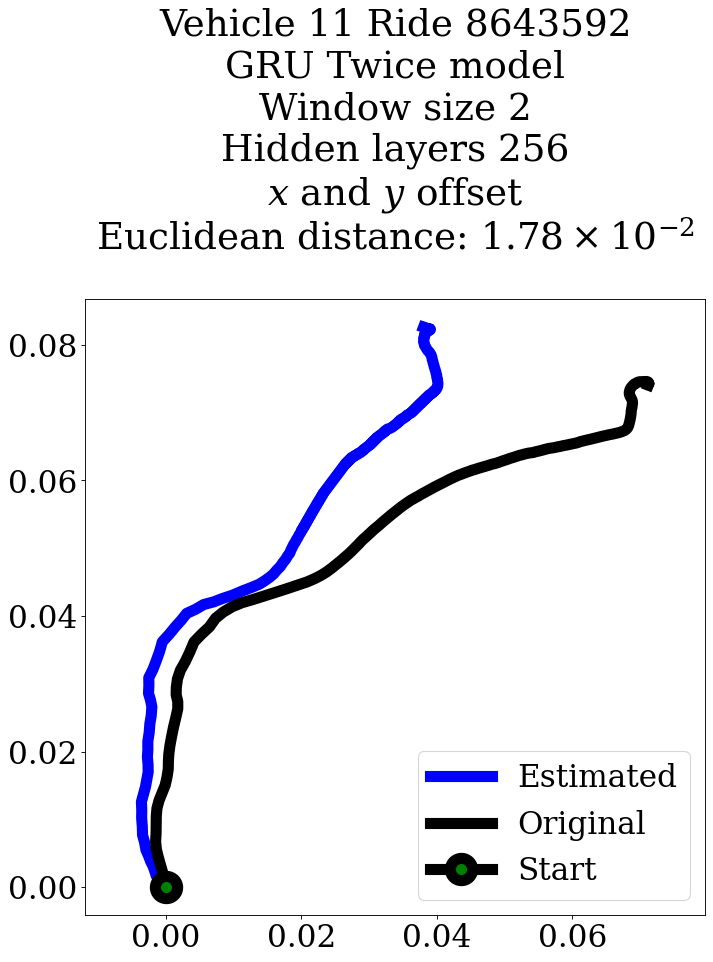 Vehicle 11 Ride 8643592
GRU Twice model
Window size 2
Hidden layers 256
x and y offset
Euclidean distance: 1.78 × 10⁻²
0.08
0.06
0.04
0.02
0.00
Estimated
Original
Start
0.00 0.02 0.04 0.06